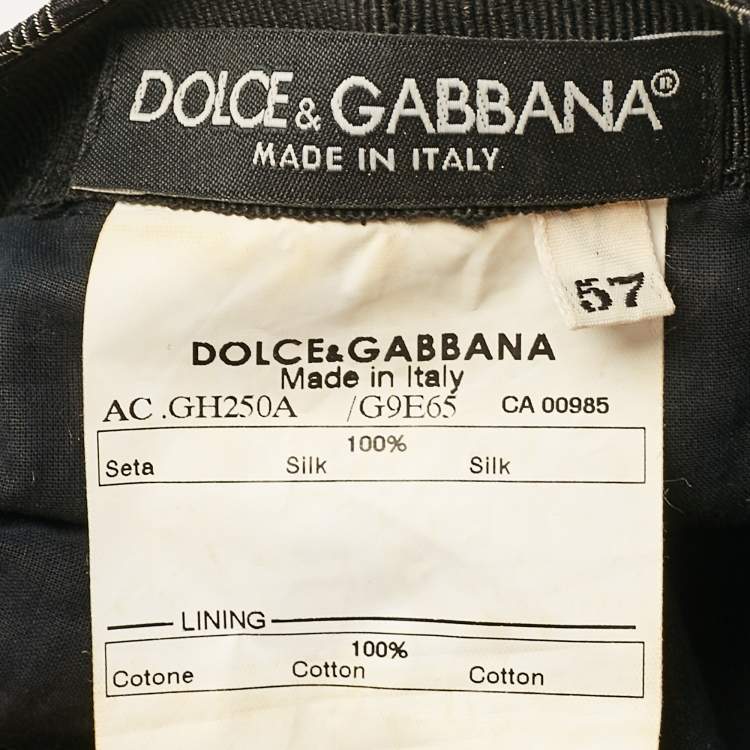 DOLCE & GABBANA®
MADE IN ITALY
57
DOLCE&GABBANA
Made in Italy
AC .GH250A /G9E65 CA 00985
100%
Seta Silk Silk
LINING
100%
Cotone Cotton Cotton